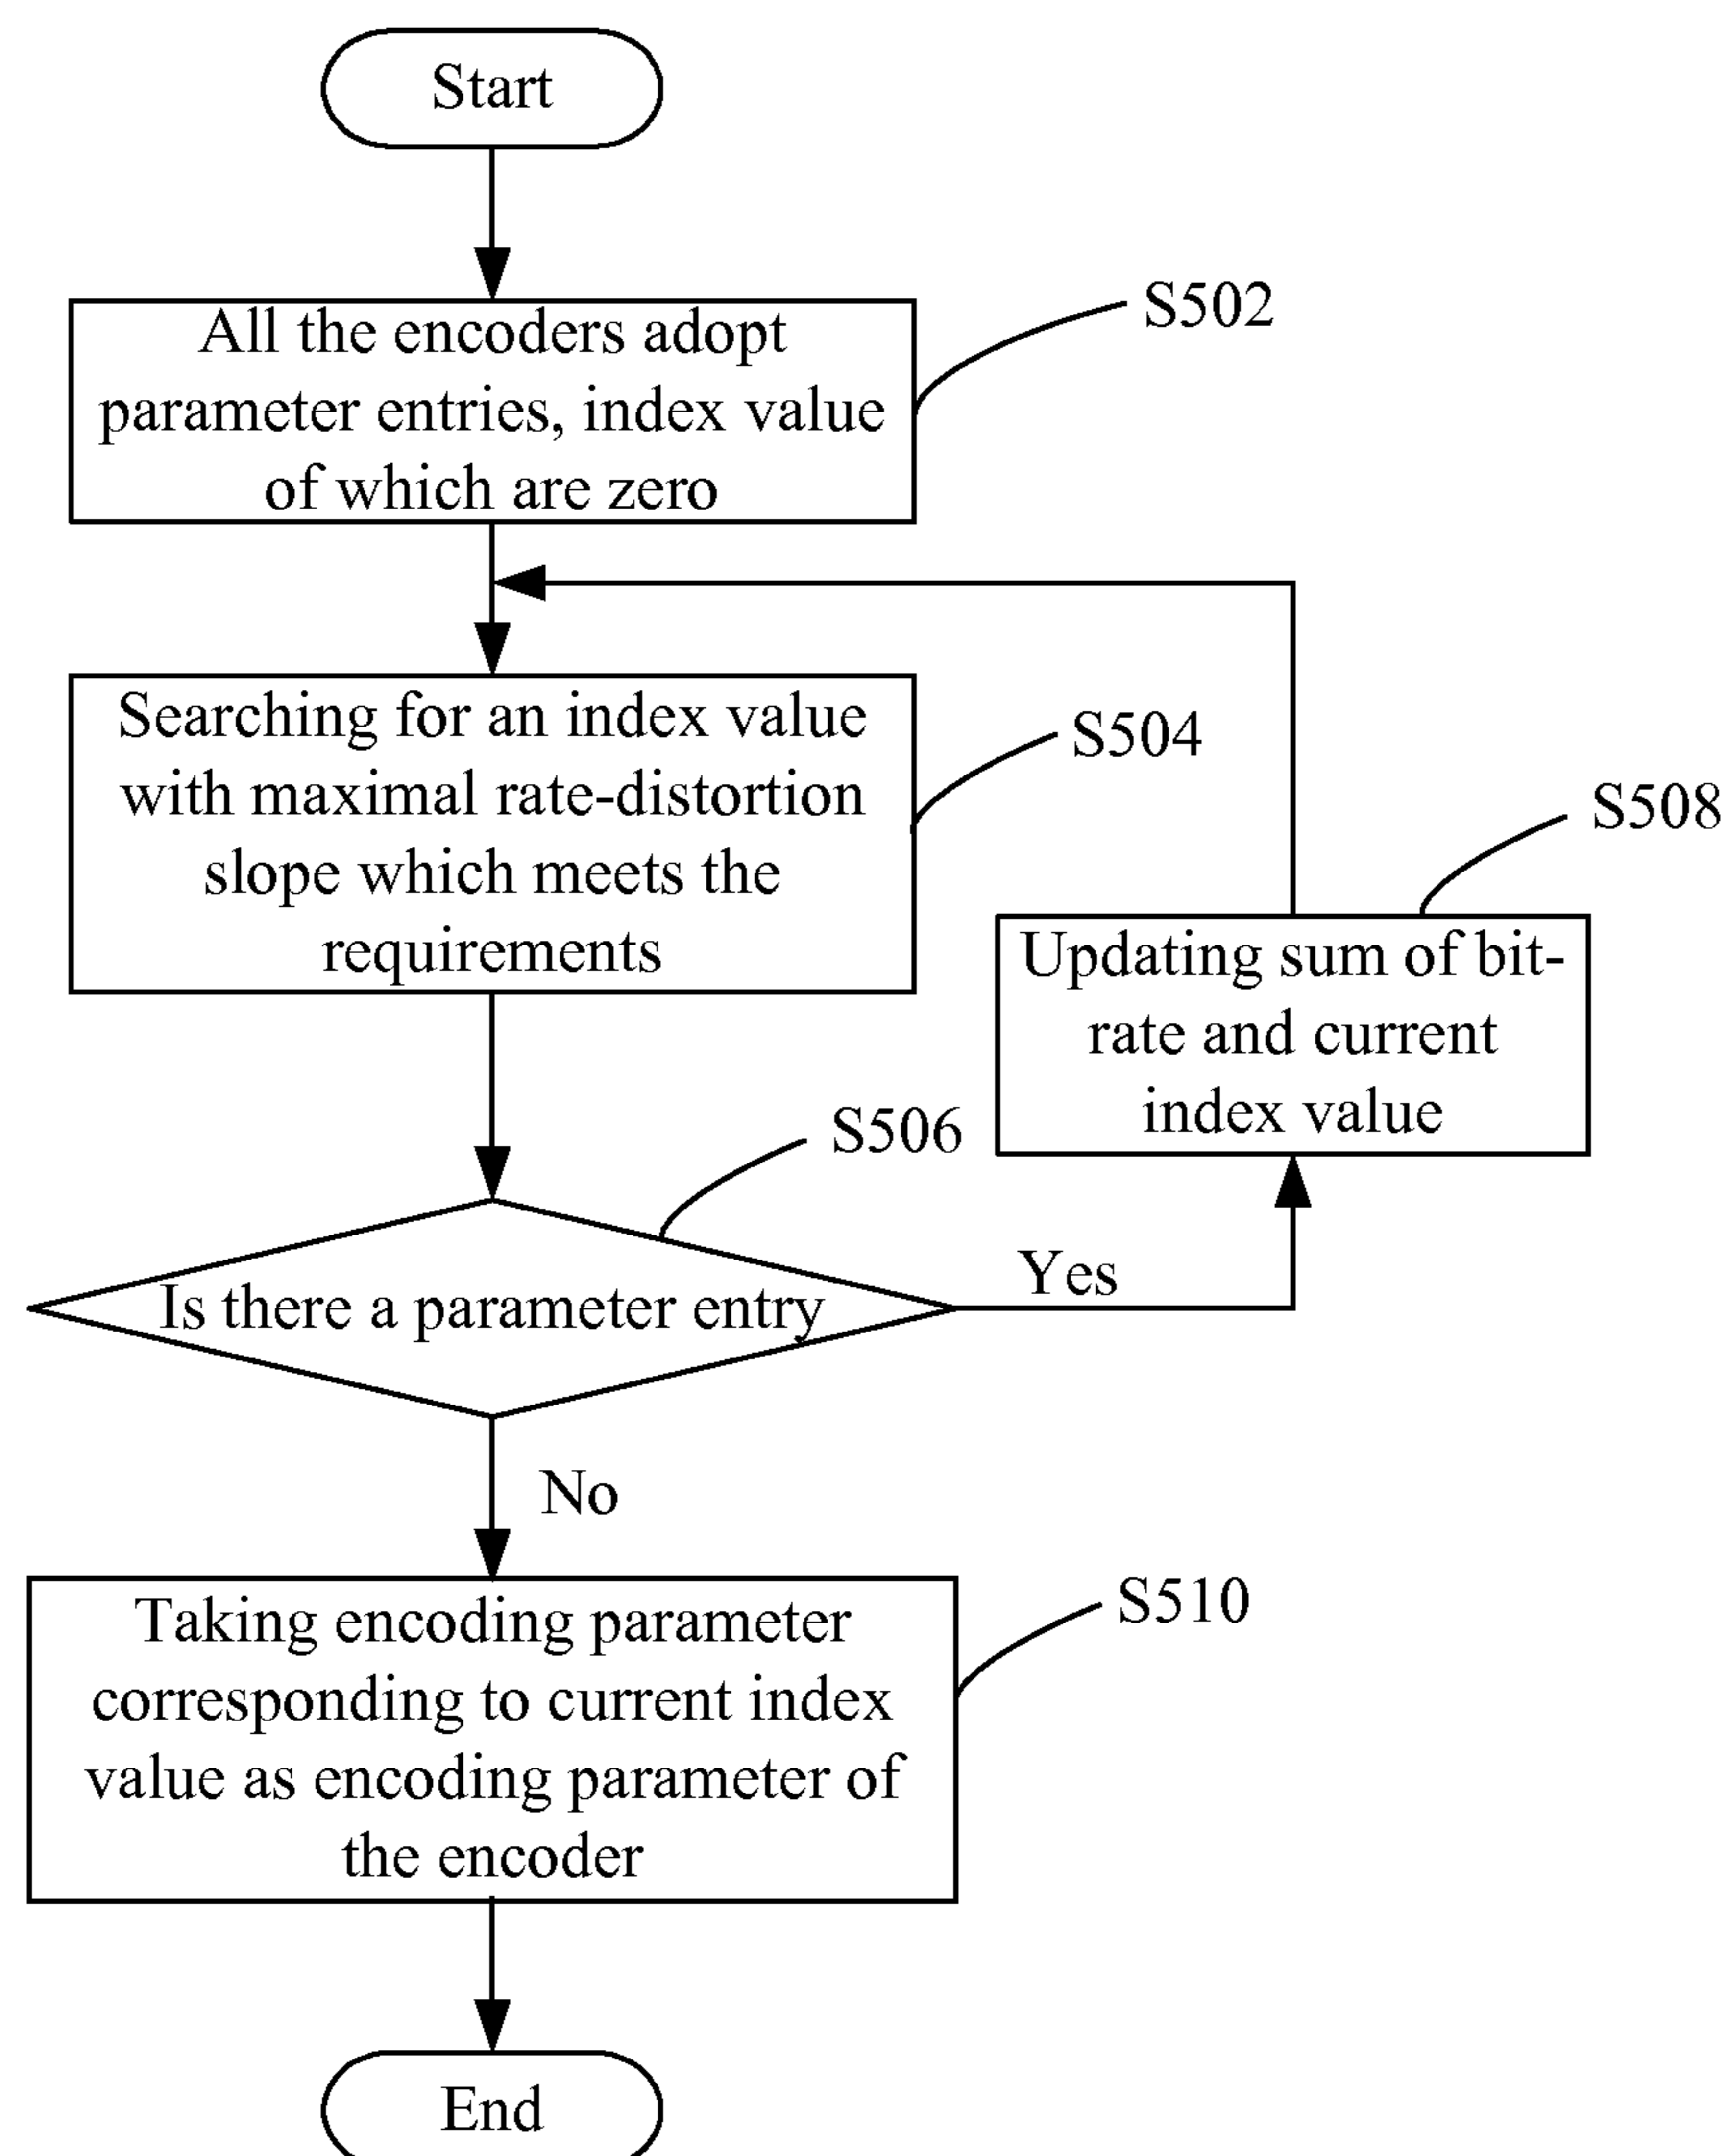 Start
All the encoders adopt
parameter entries, index value
of which are zero
S502
Searching for an index value
with maximal rate-distortion
slope which meets the
requirements
S504
S508
Updating sum of bit-
rate and current
index value
S506
Is there a parameter entry
Yes
No
Taking encoding parameter
corresponding to current index
value as encoding parameter of
the encoder
S510
End